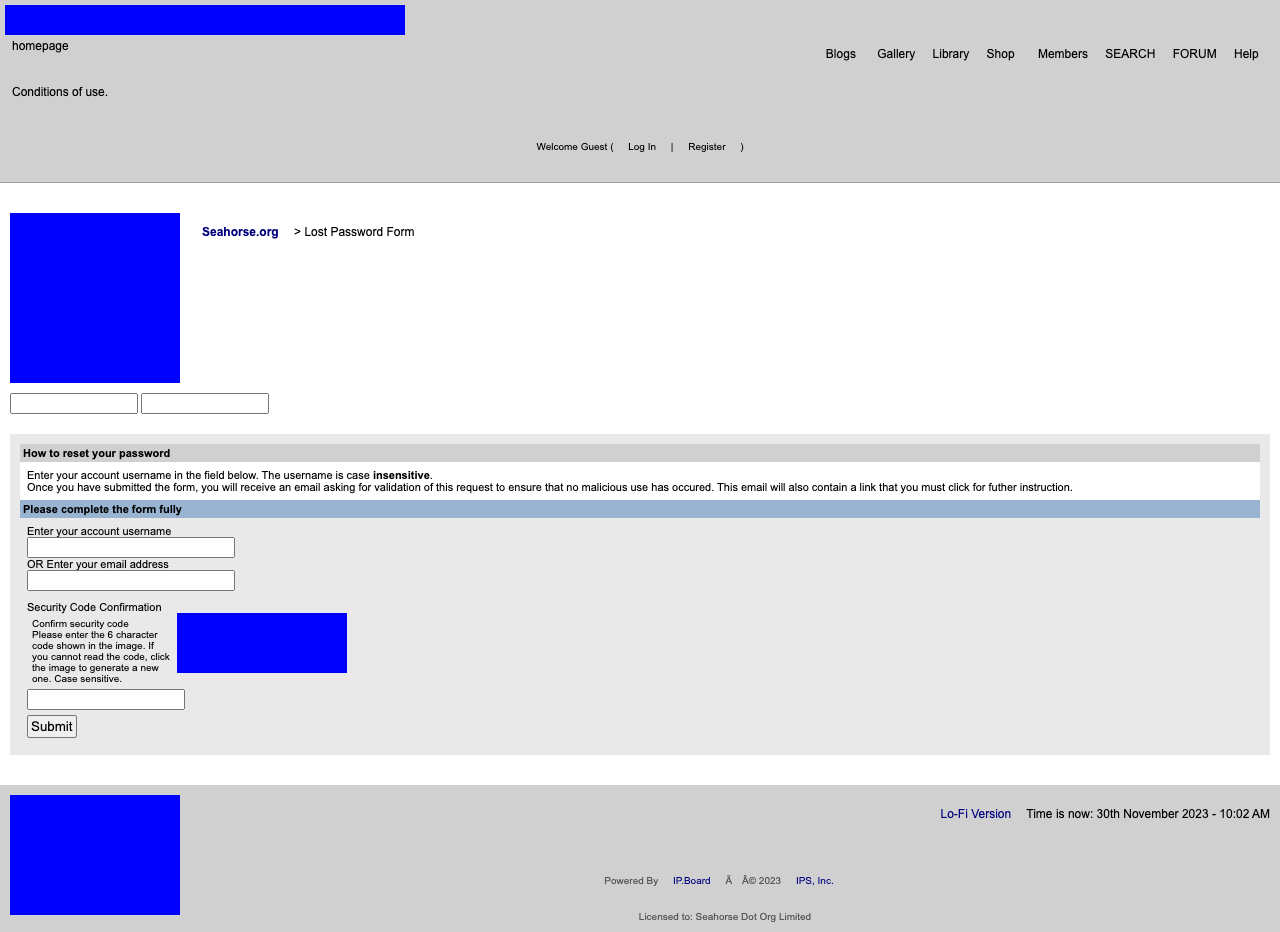 homepage
Blogs Gallery Library Shop Members SEARCH FORUM Help
Conditions of use.
Welcome Guest ( Log In | Register )
Seahorse.org > Lost Password Form
How to reset your password
Enter your account username in the field below. The username is case insensitive.
Once you have submitted the form, you will receive an email asking for validation of this request to ensure that no malicious use has occured. This email will also contain a link that you must click for futher instruction.
Please complete the form fully
Enter your account username
OR Enter your email address
Security Code Confirmation
Confirm security code
Please enter the 6 character
code shown in the image. If
you cannot read the code, click
the image to generate a new
one. Case sensitive.
Submit
Lo-Fi Version Time is now: 30th November 2023 - 10:02 AM
Powered By IP.Board Ã Â© 2023 IPS, Inc.
Licensed to: Seahorse Dot Org Limited